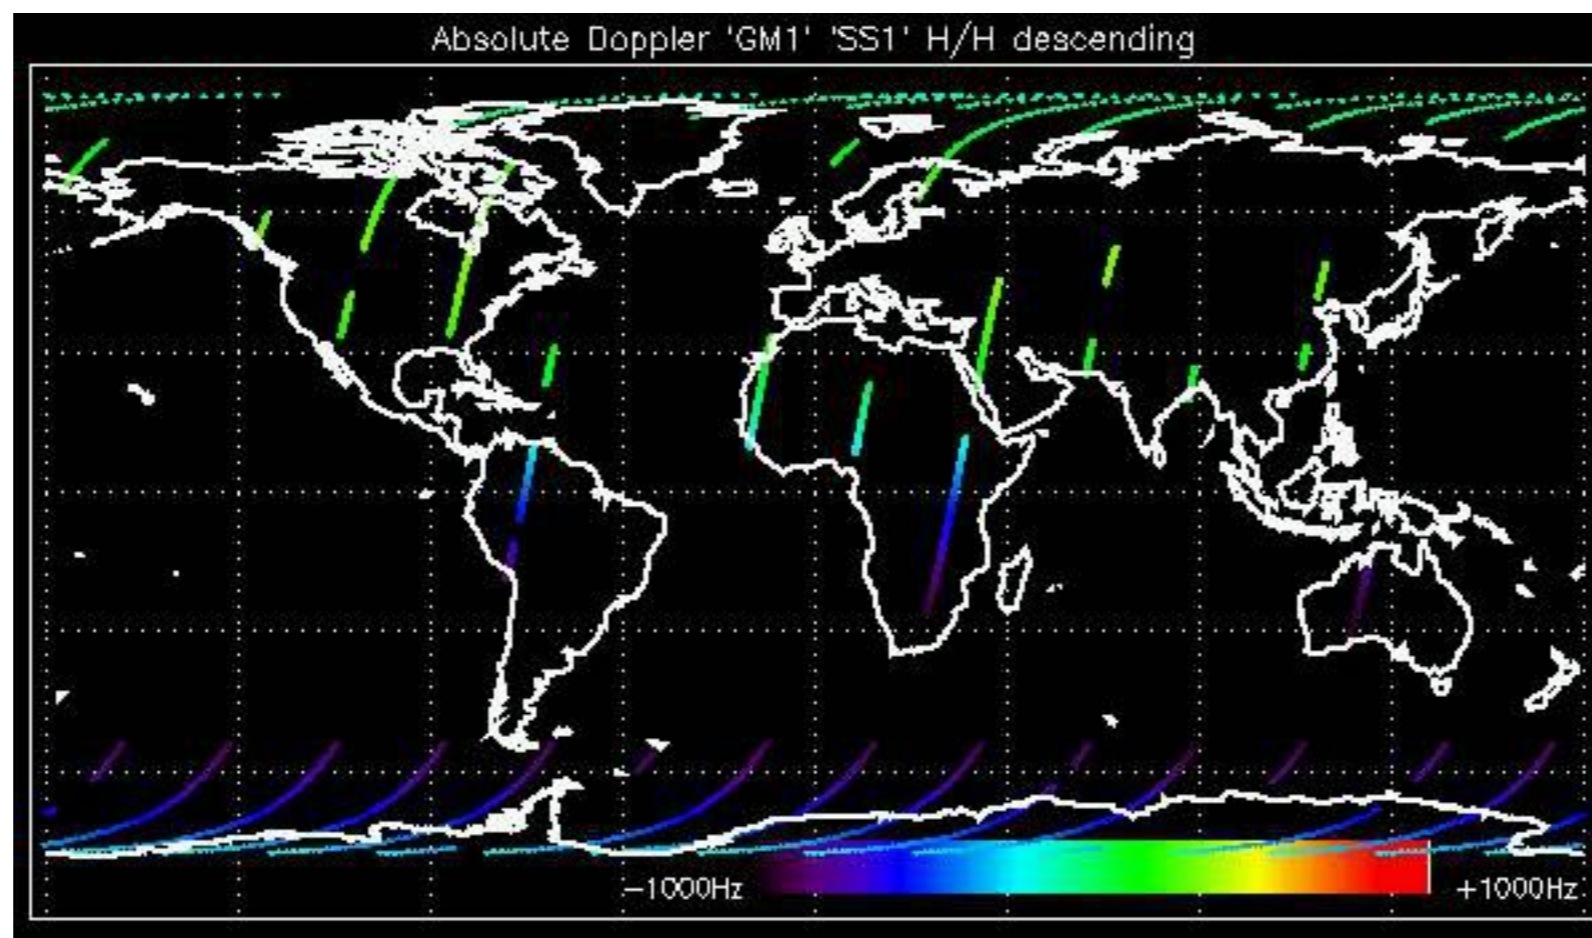 Absolute Doppler 'GM1' 'SS1' H/H descending
−1000Hz
+1000Hz